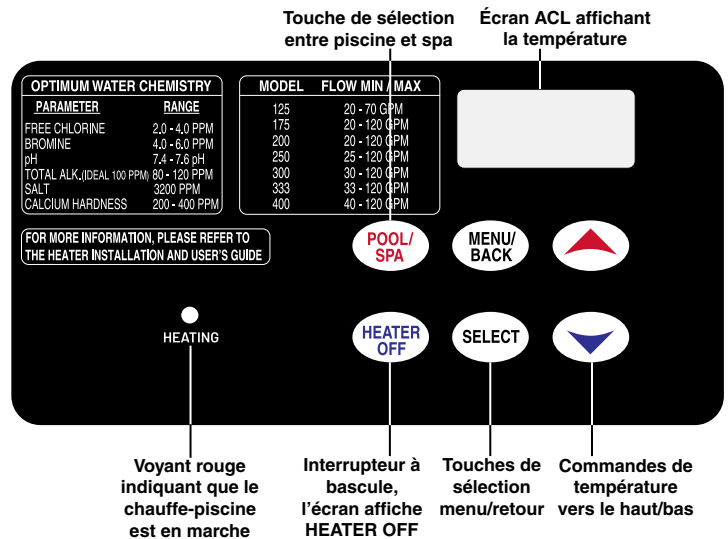 Touche de sélection
entre piscine et spa
Écran ACL affichant
la température
OPTIMUM WATER CHEMISTRY
PARAMETER RANGE
FREE CHLORINE 2.0 - 4.0 PPM
BROMINE 4.0 - 6.0 PPM
pH 7.4 - 7.6 pH
TOTAL ALK.(IDEAL 100 PPM) 80 - 120 PPM
SALT 3200 PPM
CALCIUM HARDNESS 200 - 400 PPM
MODEL FLOW MIN / MAX
125 20 - 70 GPM
175 20 - 120 GPM
200 20 - 120 GPM
250 25 - 120 GPM
300 30 - 120 GPM
333 33 - 120 GPM
400 40 - 120 GPM
FOR MORE INFORMATION, PLEASE REFER TO
THE HEATER INSTALLATION AND USER'S GUIDE
POOL/
SPA
MENU/
BACK
HEATING
HEATER
OFF
SELECT
Voyant rouge
indiquant que le
chauffe-piscine
est en marche
Interrupteur à
bascule,
l'écran affiche
HEATER OFF
Touches de
sélection
menu/retour
Commandes de
température
vers le haut/bas